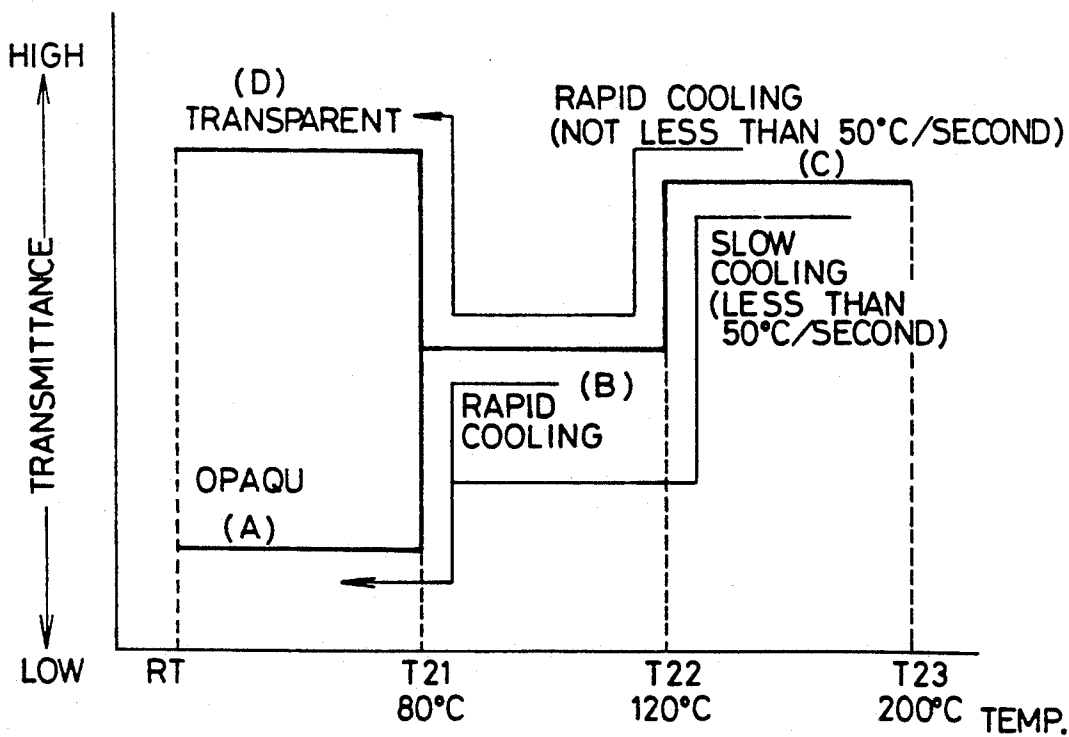 HIGH
TRANSMITTANCE
LOW
(D)
TRANSPARENT
RAPID COOLING
(NOT LESS THAN 50°C/SECOND)
(C)
SLOW
COOLING
(LESS THAN
50°C/SECOND)
(B)
RAPID
COOLING
OPAQU
(A)
RT
T21
80°C
T22
120°C
T23
200°C
TEMP.